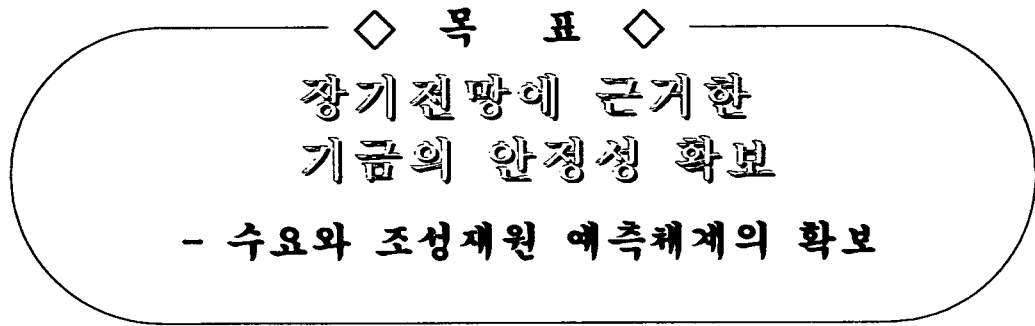 ◇ 목 표 ◇
장기전망에 근거한
기금의 안정성 확보
- 수요와 조성재원 예측체계의 확보